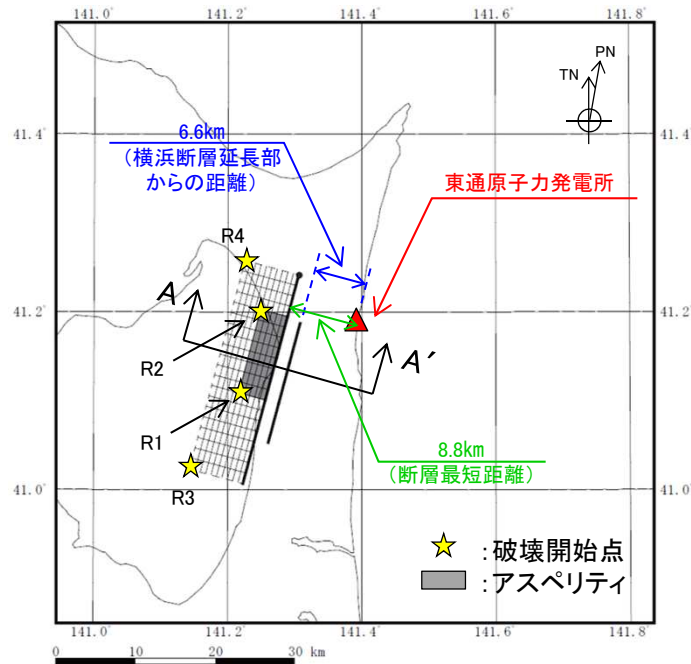 141.0°
141.2°
141.4°
141.6°
141.8°
TN
PN
41.4°
41.4°
6.6km
(横浜断層延長部
からの距離)
東通原子力発電所
R4
A
41.2°
41.2°
R2
A′
R1
8.8km
(断層最短距離)
R3
41.0°
41.0°
:破壊開始点
:アスペリティ
141.0°
141.2°
141.4°
141.6°
141.8°
0
10
20
30 km